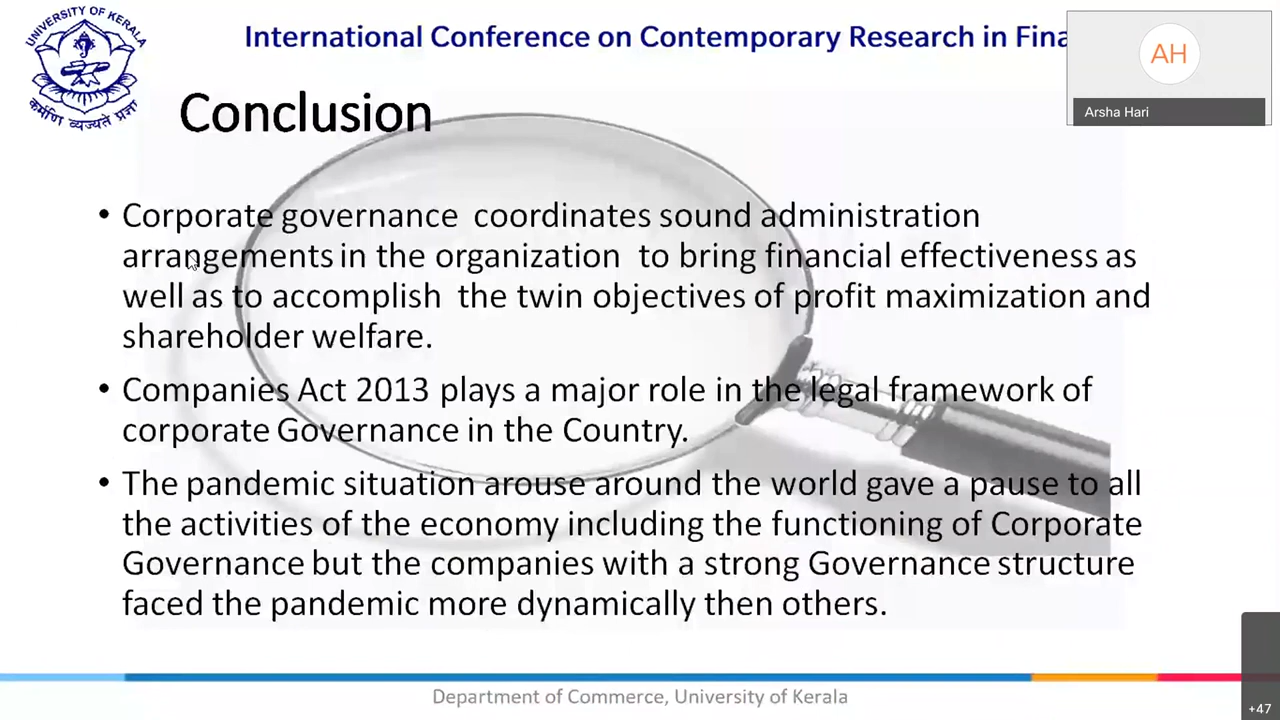 UNIVERSITY OF KERALA
कर्मणि व्यज्यते प्रज्ञा
International Conference on Contemporary Research in Fina
AH
Arsha Hari
Conclusion
• Corporate governance coordinates sound administration
arrangements in the organization to bring financial effectiveness as
well as to accomplish the twin objectives of profit maximization and
shareholder welfare.
• Companies Act 2013 plays a major role in the legal framework of
corporate Governance in the Country.
• The pandemic situation arouse around the world gave a pause to all
the activities of the economy including the functioning of Corporate
Governance but the companies with a strong Governance structure
faced the pandemic more dynamically then others.
Department of Commerce, University of Kerala
+47